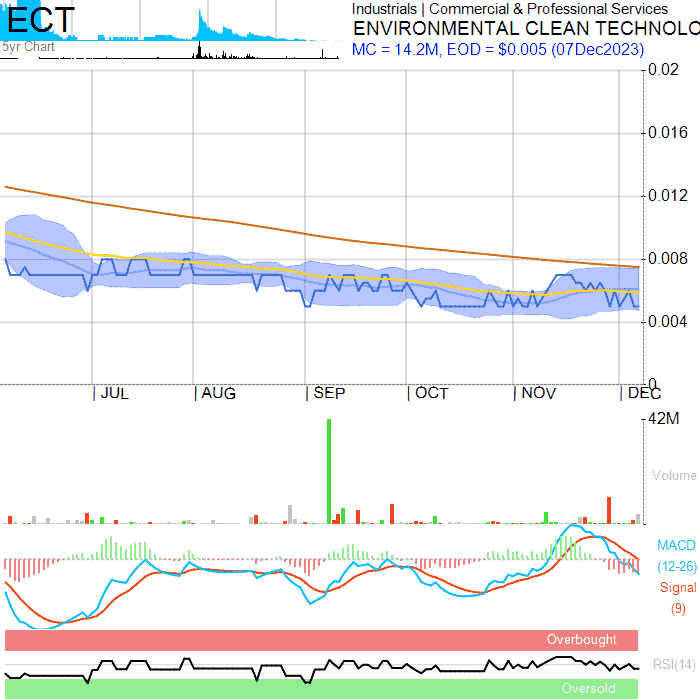 ECT
5yr Chart
Industrials | Commercial & Professional Services
ENVIRONMENTAL CLEAN TECHNOLO
MC = 14.2M, EOD = $0.005 (07Dec2023)
0.02
0.016
0.012
0.008
0.004
0
JUL AUG SEP OCT NOV DEC
42M
Volume
MACD
(12-26)
Signal
(9)
Overbought
RSI(14)
Oversold